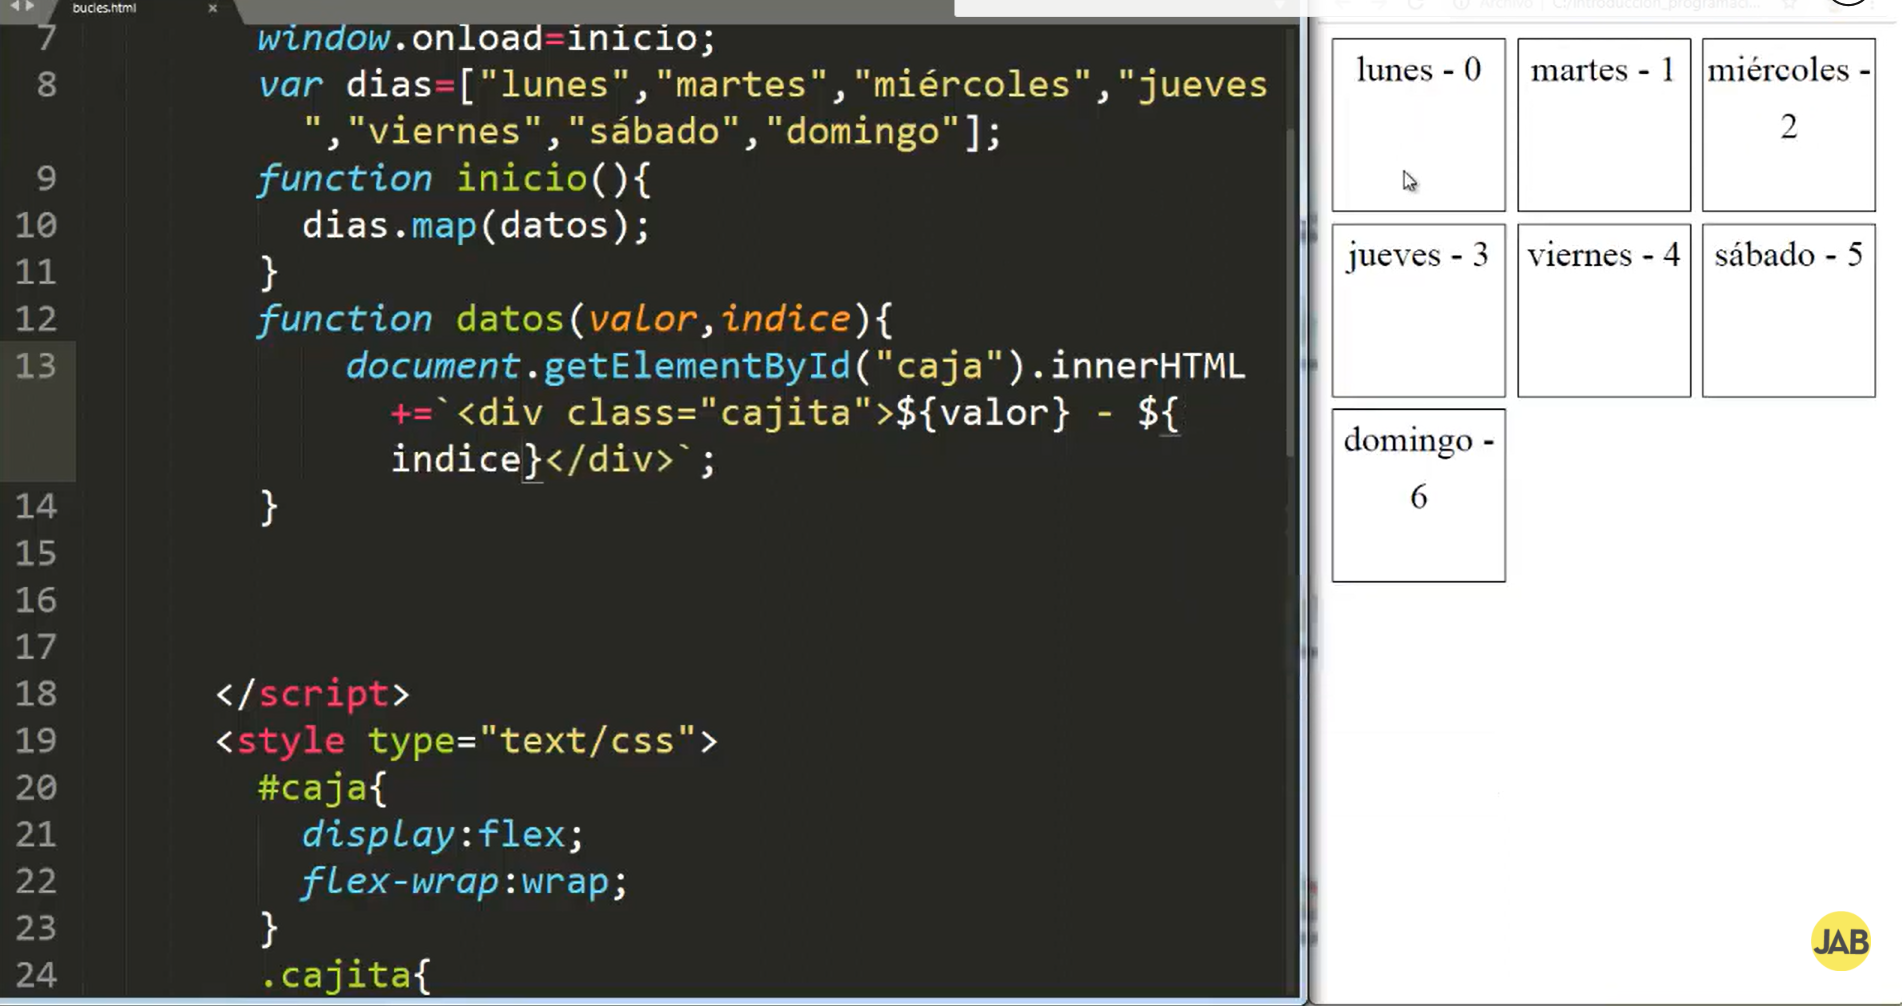 bucles.html ×
Archivo | C:/introduccion_programaci...
7 window.onload=inicio;
8 var dias=["lunes","martes","miércoles","jueves
","viernes","sábado","domingo"];
9 function inicio(){
10 dias.map(datos);
11 }
12 function datos(valor,indice){
13 document.getElementById("caja").innerHTML
+=`<div class="cajita">${valor} - ${
indice}</div>`;
14 }
15
16
17
18 </script>
19 <style type="text/css">
20 #caja{
21 display:flex;
22 flex-wrap:wrap;
23 }
24 .cajita{
lunes - 0
martes - 1
miércoles -
2
jueves - 3
viernes - 4
sábado - 5
domingo -
6
JAB